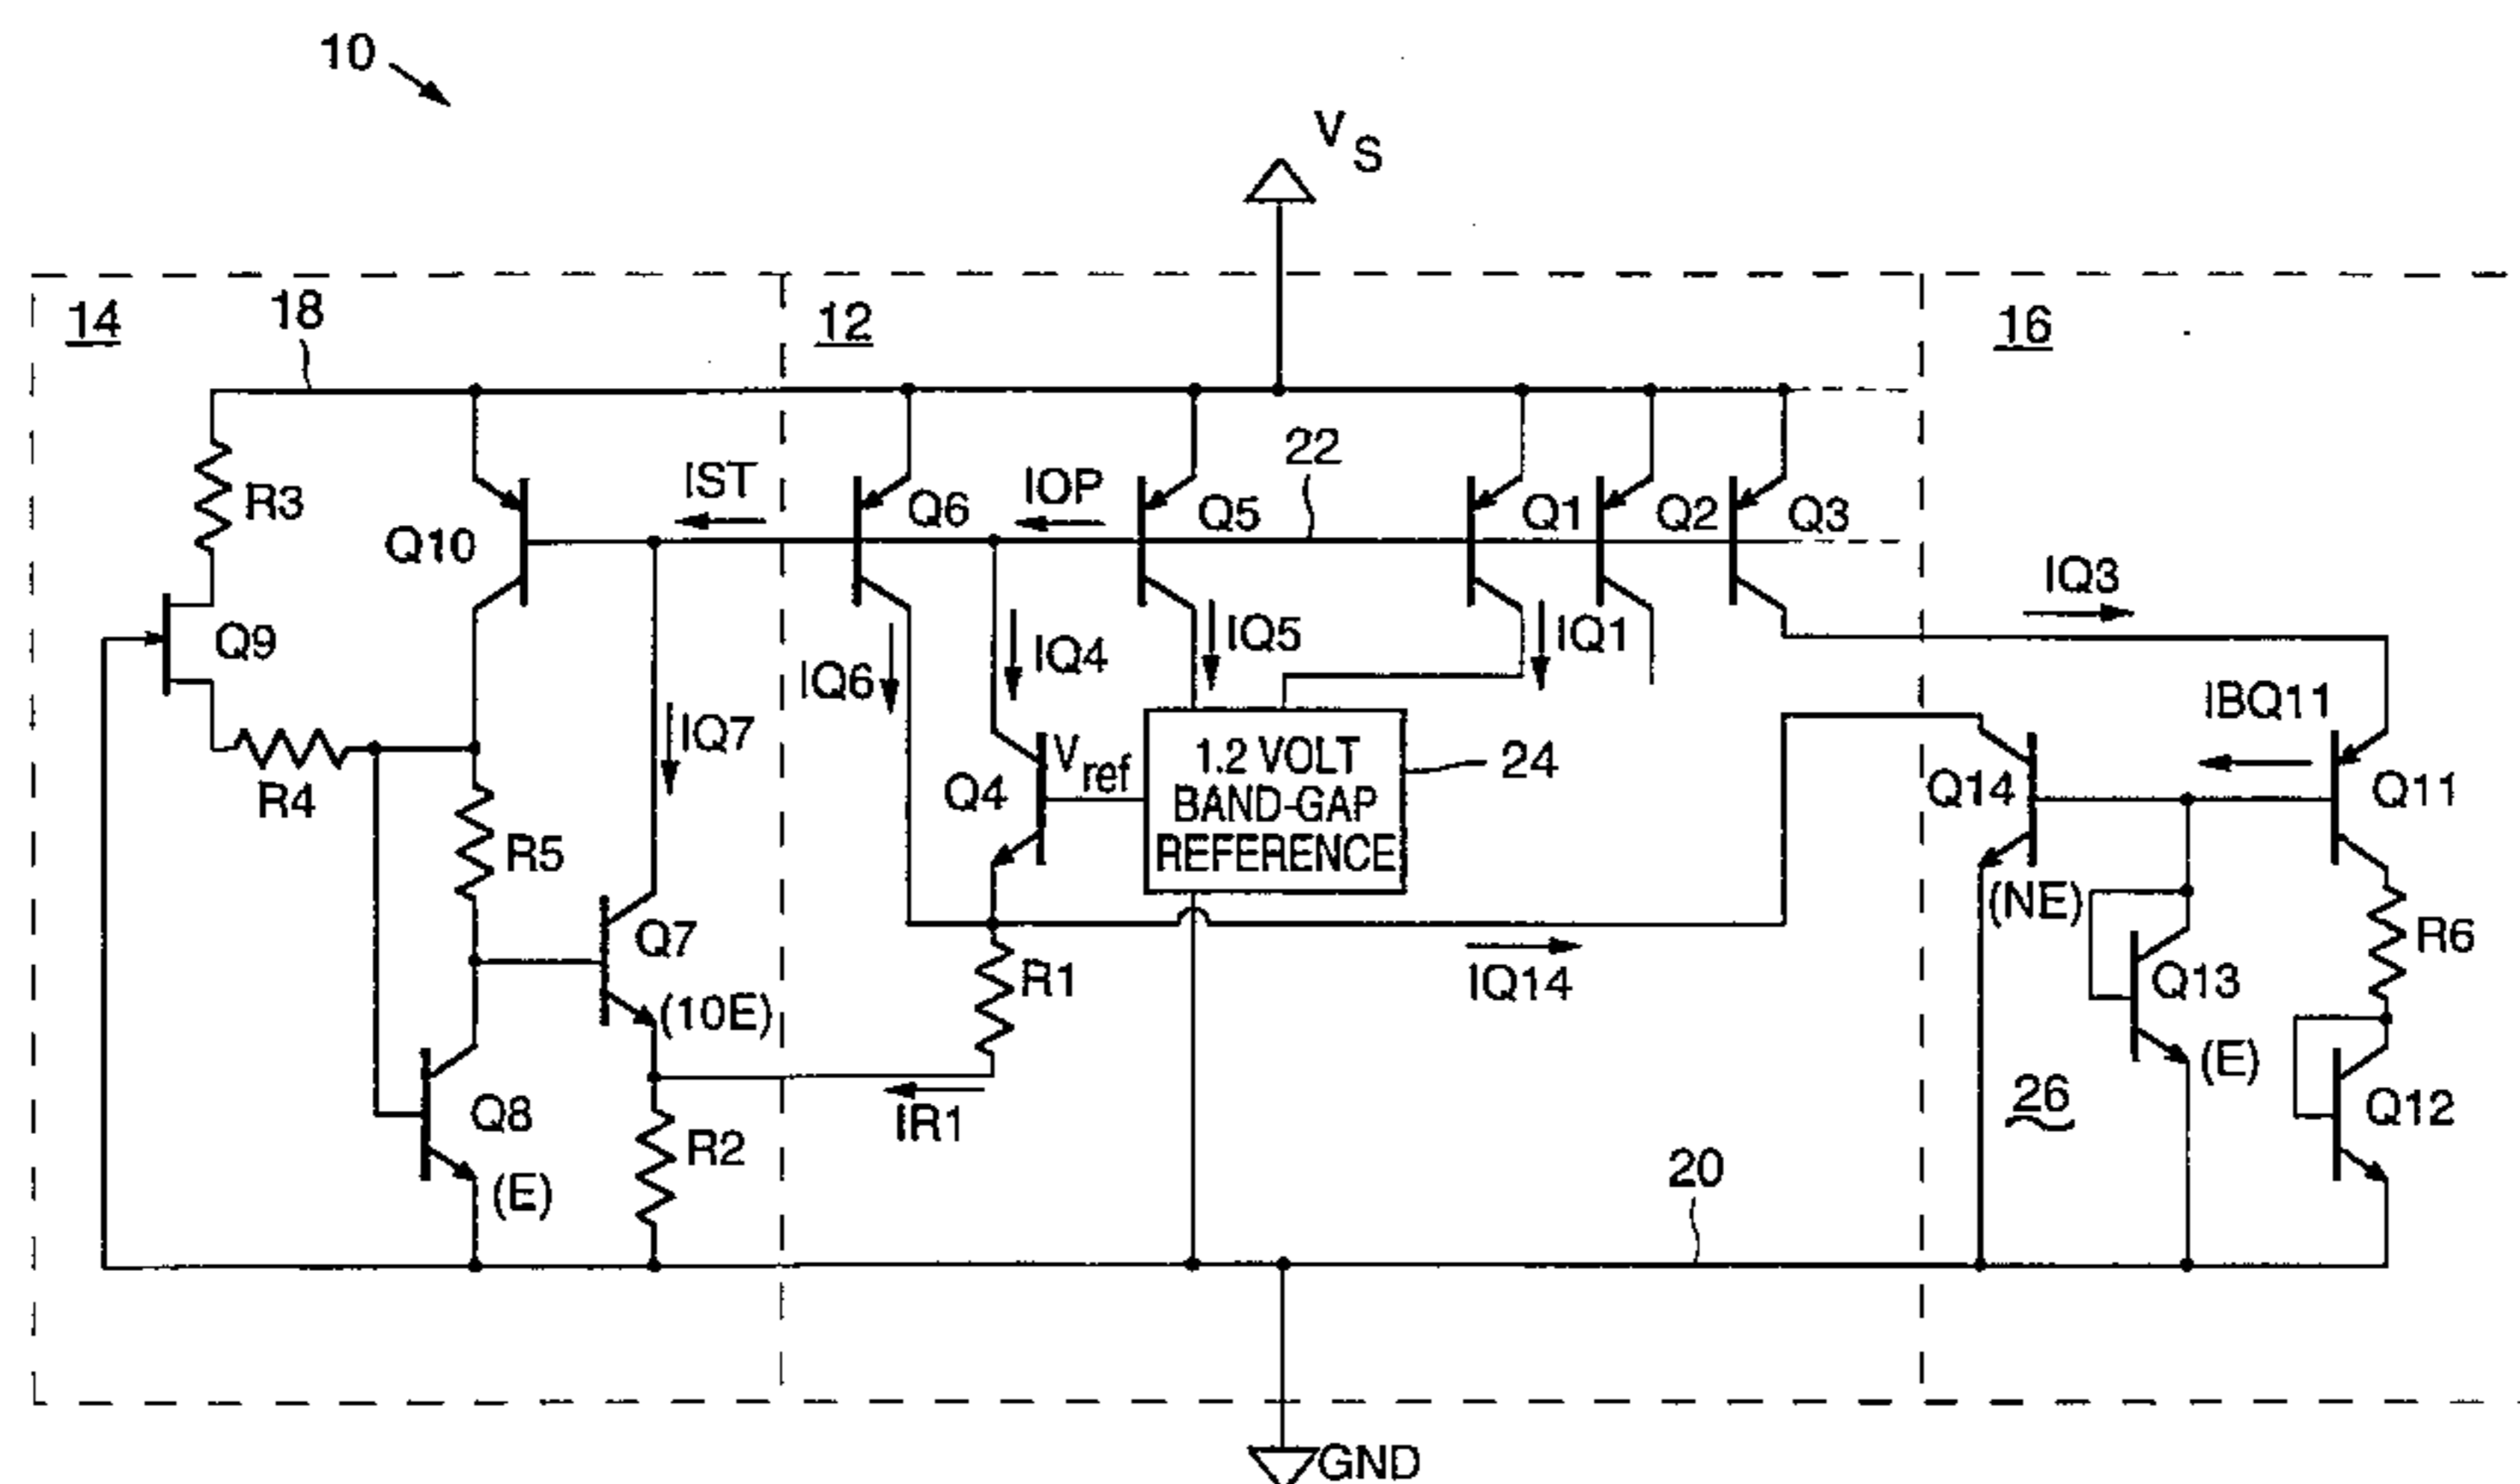 10
VS
14
18
12
16
22
R3
Q10
IST
Q6
IOP
Q5
Q1
Q2
Q3
IQ3
Q9
IQ6
IQ4
IQ5
IQ1
IBQ11
R4
IQ7
Q4
Vref
1.2 VOLT
BAND-GAP
REFERENCE
24
Q14
Q11
R5
(NE)
Q7
R1
IQ14
Q13
R6
(10E)
Q8
(E)
IR1
R2
20
26
(E)
Q12
GND